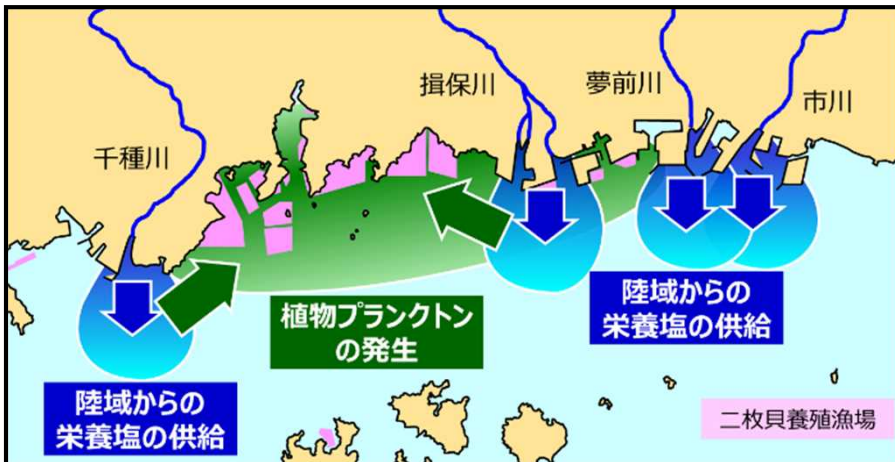 千種川
揖保川
夢前川
市川
植物プランクトン
の発生
陸域からの
栄養塩の供給
陸域からの
栄養塩の供給
二枚貝養殖漁場